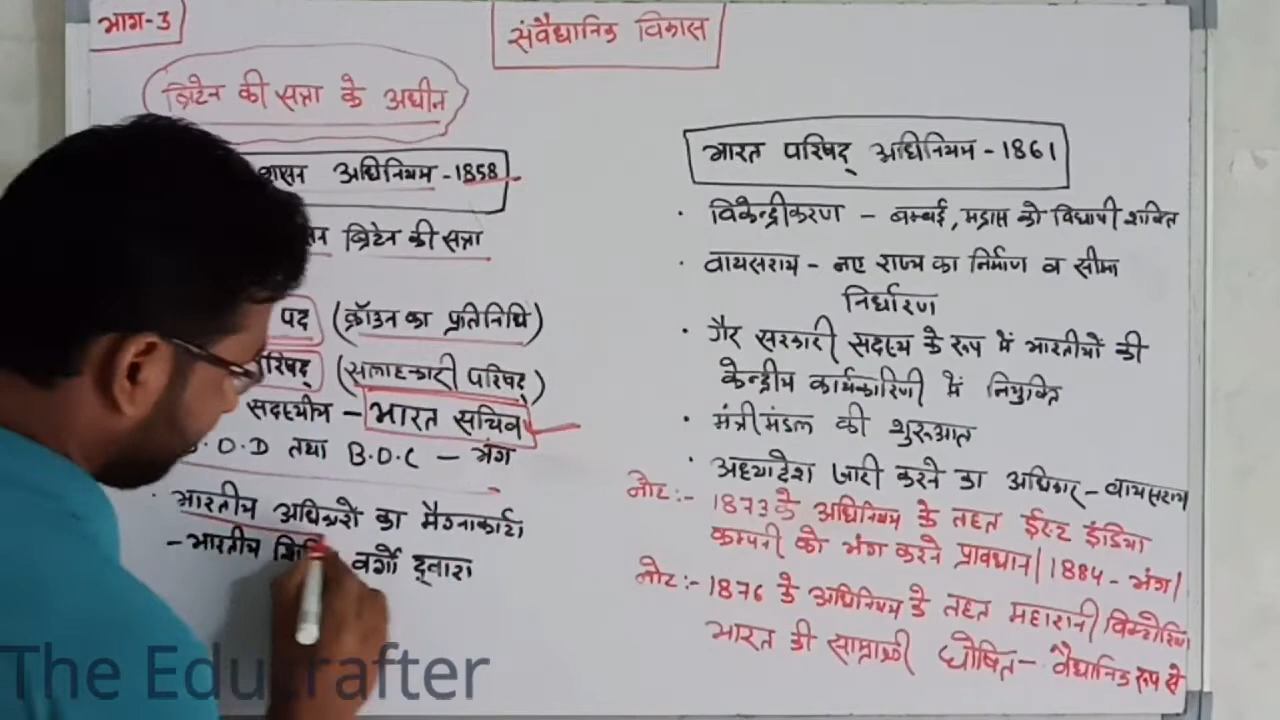 भाग-3
संवैधानिक विकास
ब्रिटेन की सत्ता के अधीन
शासन अधिनियम - 1858
ब्रिटेन की सत्ता
पद (क्रॉउन का प्रतिनिधि)
परिषद् (सलाहकारी परिषद्)
सदस्यीय - भारत सचिव
.O.D तथा B.O.C - भंग
· भारतीय अधिकारों का मैग्नाकार्टा
- भारतीय वर्गों द्वारा
भारत परिषद् अधिनियम - 1861
· विकेन्द्रीकरण - बम्बई, मद्रास को विधायी शक्ति
· वायसराय - नए राज्य का निर्माण व सीमा
निर्धारण
· गैर सरकारी सदस्य के रूप में भारतीयों की
केन्द्रीय कार्यकारिणी में नियुक्ति
· मंत्रीमंडल की शुरुआत
· अध्यादेश जारी करने का अधिकार - वायसराय
नोट:- 1873 के अधिनियम के तहत ईस्ट इंडिया
कम्पनी को भंग करने प्रावधान | 1884 - भंग |
नोट:- 1876 के अधिनियम के तहत महारानी विक्टोरिया
भारत की साम्राज्ञी घोषित - वैधानिक रूप से
The Educrafter